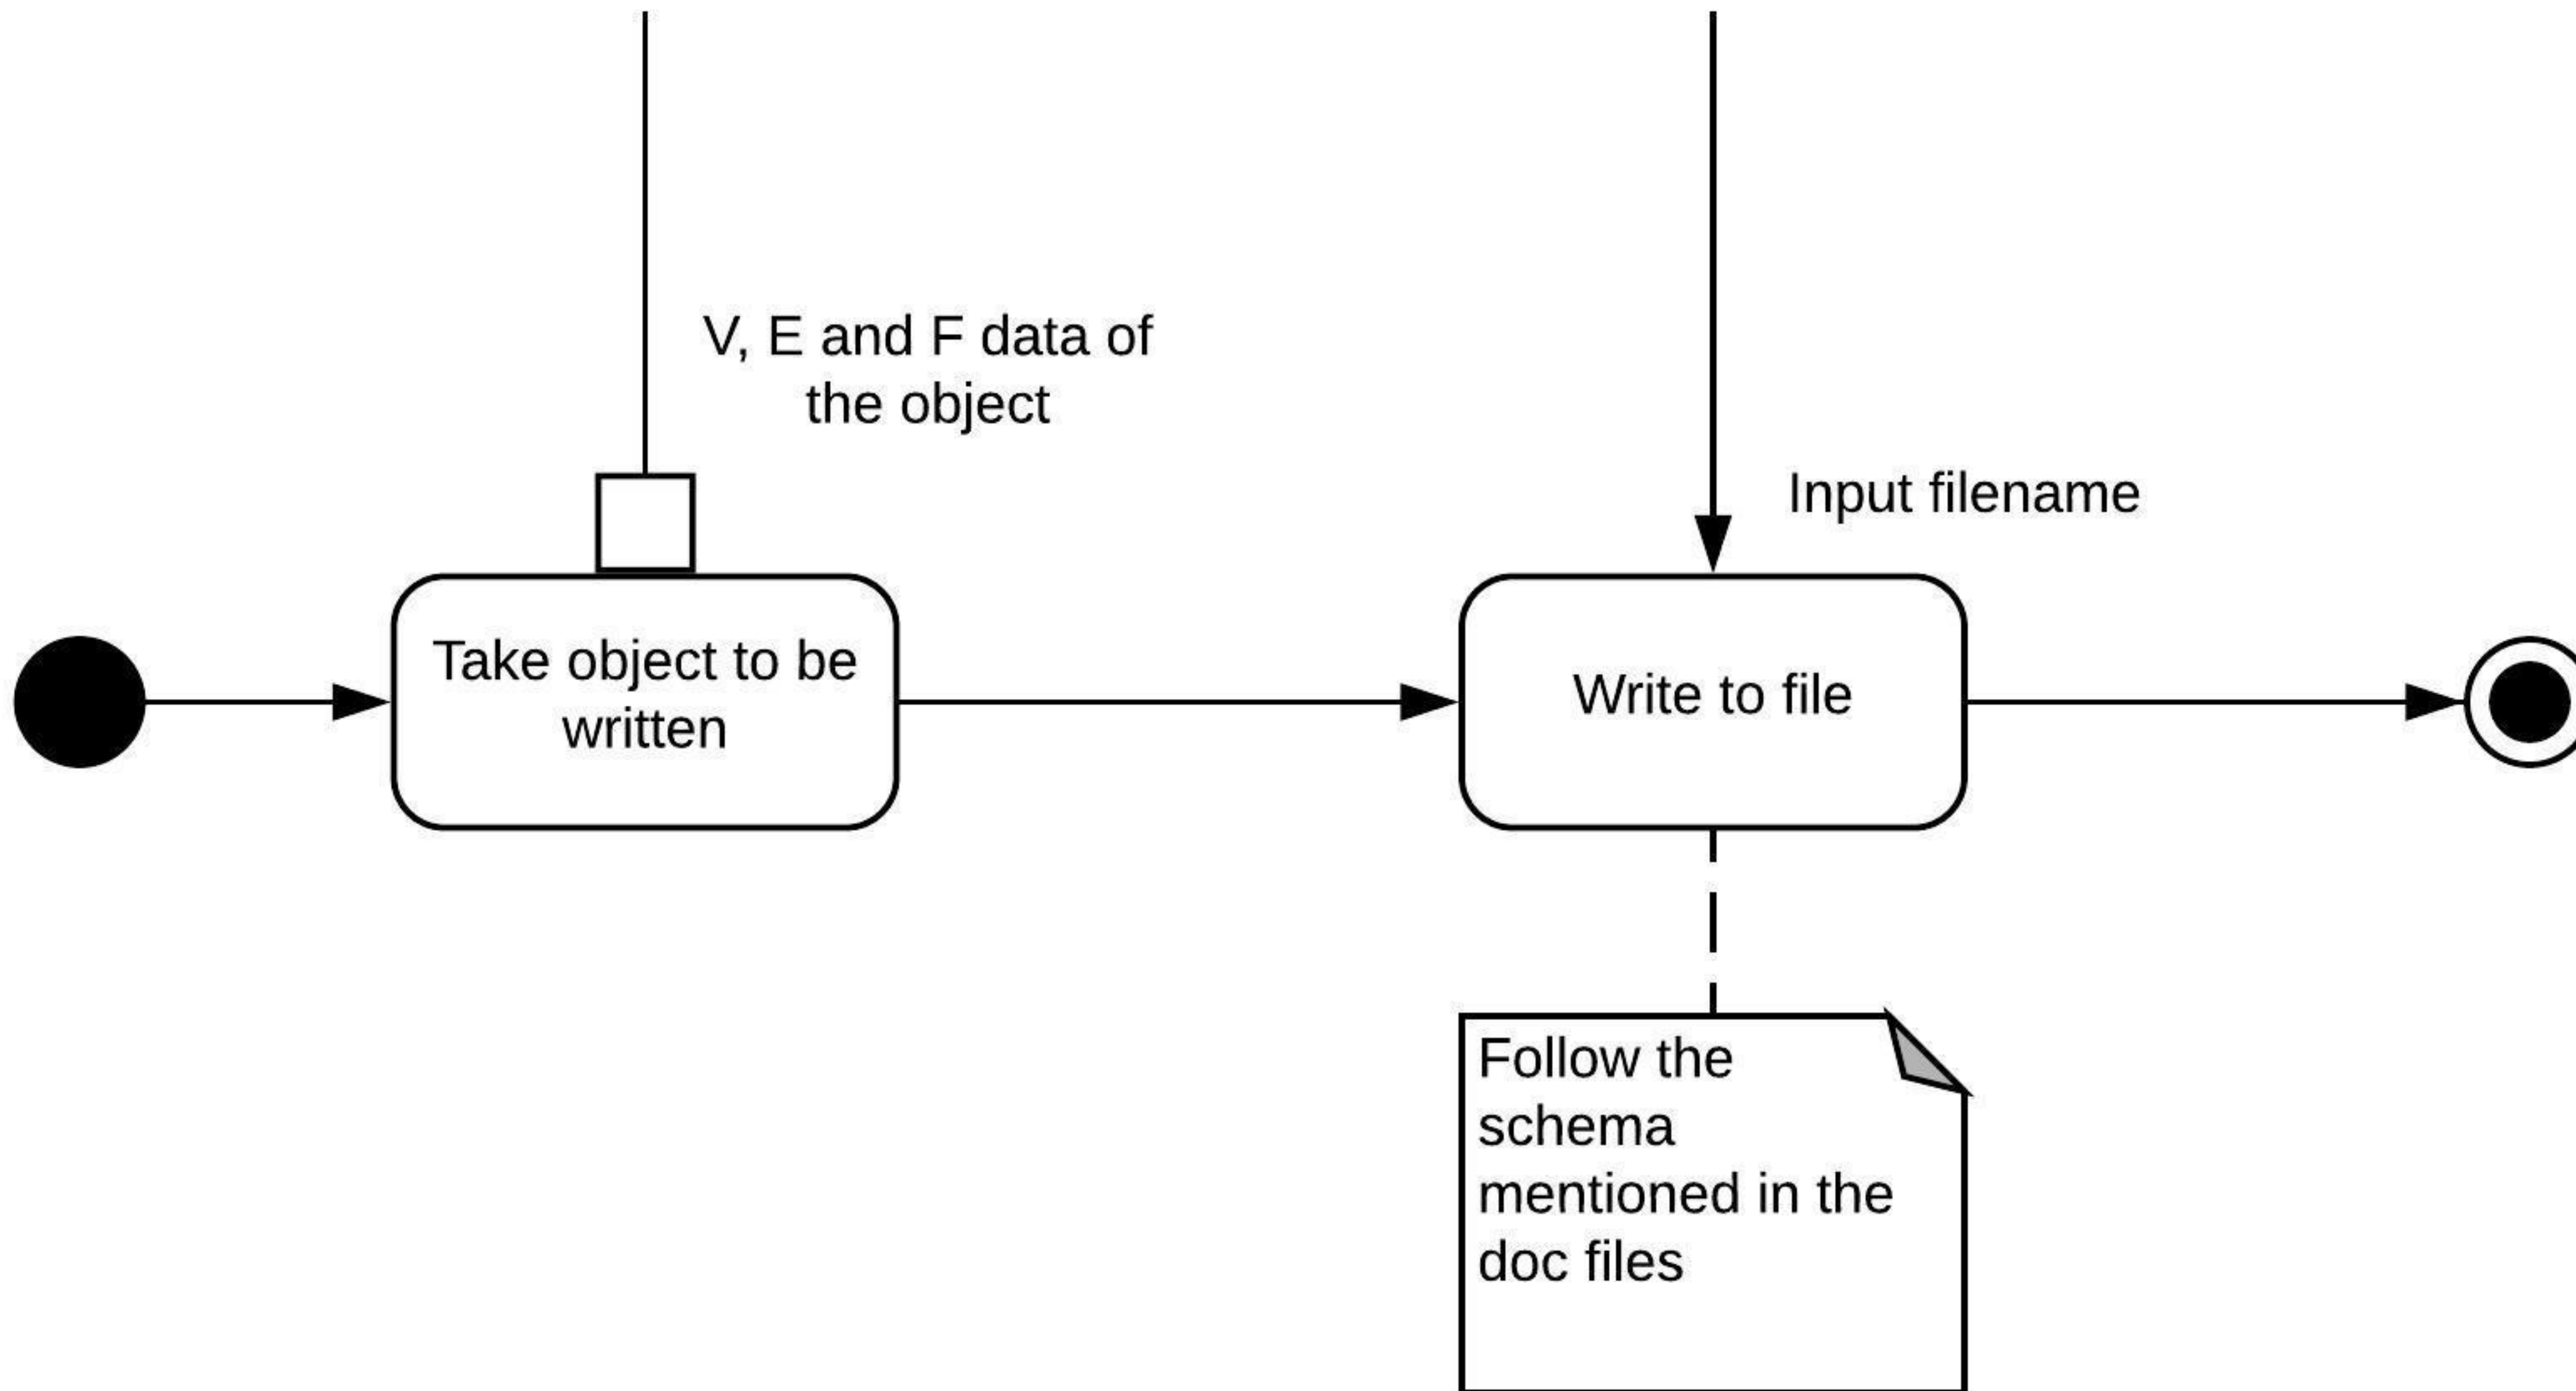 V, E and F data of
the object
Input filename
Take object to be
written
Write to file
Follow the
schema
mentioned in the
doc files